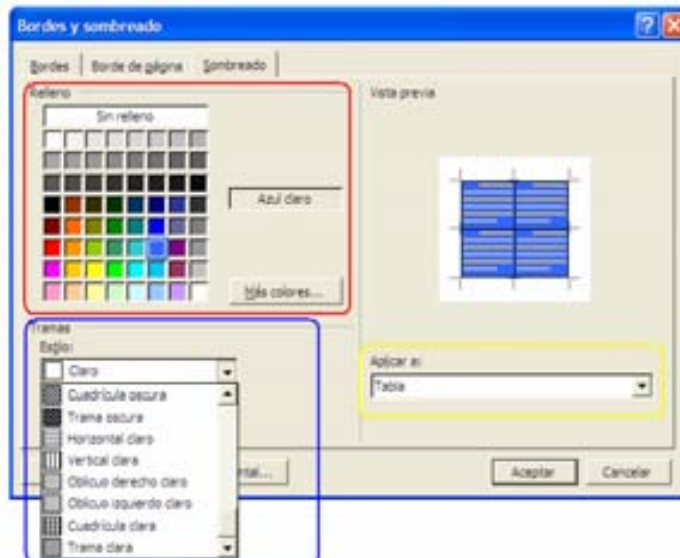 Bordes y sombreado
Bordes
Borde de página
Sombreado
Relleno
Sin relleno
Azul claro
Más colores...
Vista previa
Tramas
Estilo:
Claro
Cuadrícula oscura
Trama oscura
Horizontal claro
Vertical clara
Oblicuo derecho claro
Oblicuo izquierdo claro
Cuadrícula clara
Trama clara
Aplicar a:
Tabla
Aceptar
Cancelar